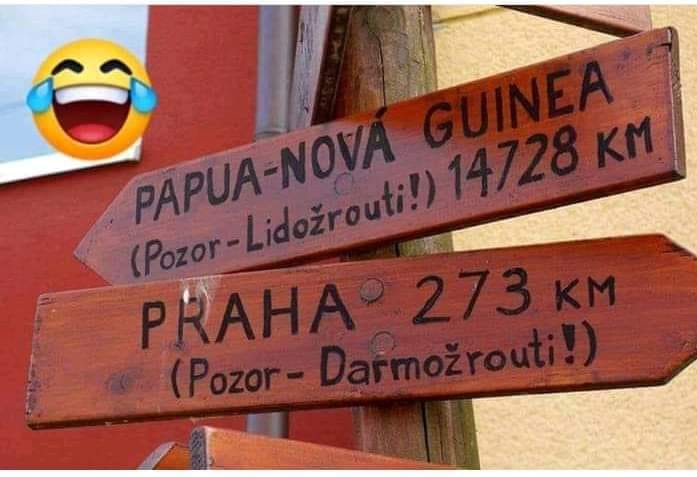 PAPUA-NOVÁ GUINEA
(Pozor-Lidožrouti!) 14728 KM
PRAHA 273 KM
(Pozor- Darmožrouti!)